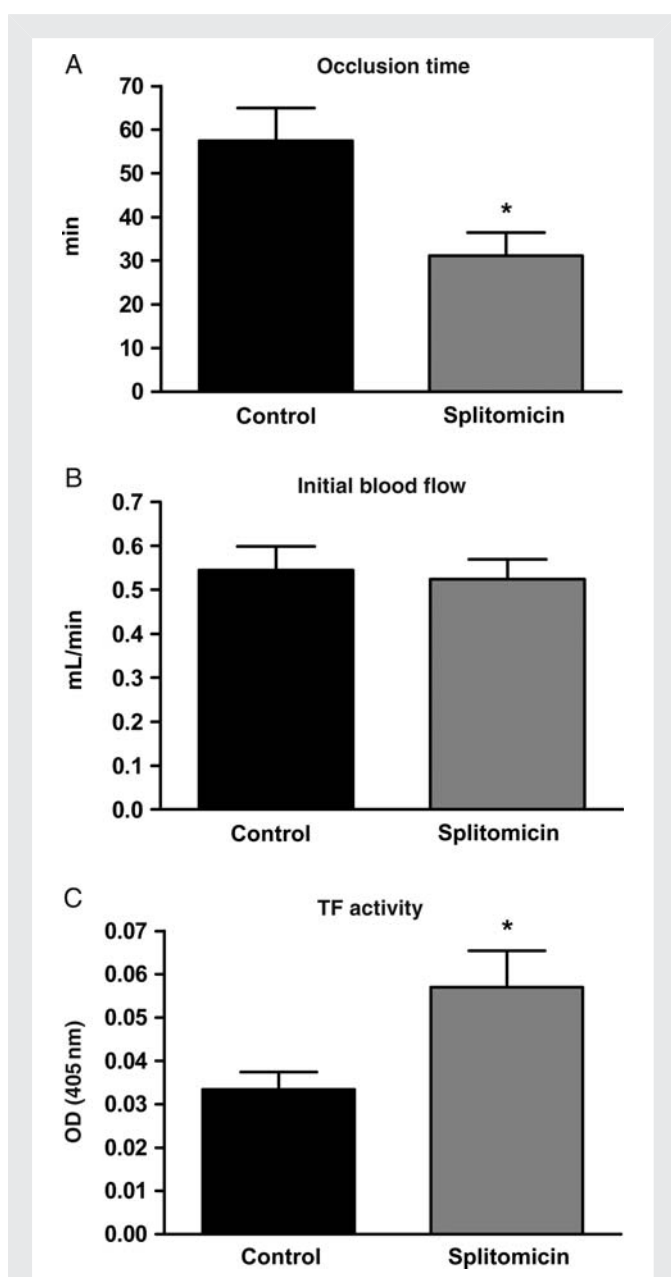 A
Occlusion time
70
60
50
40
30
20
10
0
min
*
Control Splitomicin
B
Initial blood flow
0.7
0.6
0.5
0.4
0.3
0.2
0.1
0.0
mL/min
Control Splitomicin
C
TF activity
0.07
0.06
0.05
0.04
0.03
0.02
0.01
0.00
OD (405 nm)
*
Control Splitomicin